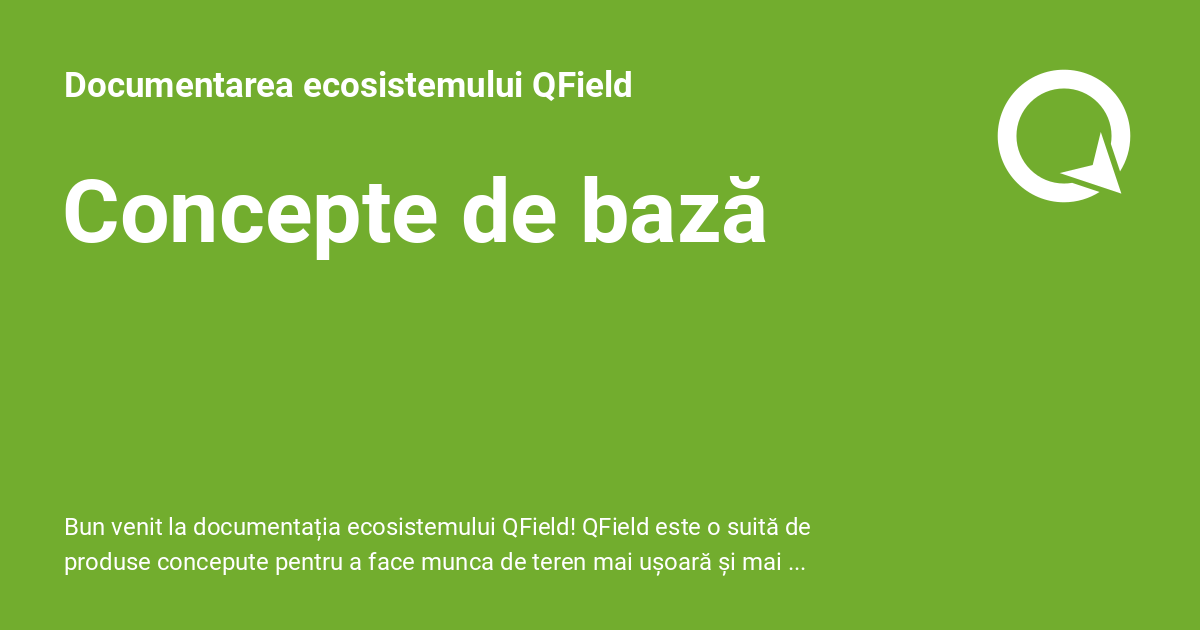 Documentarea ecosistemului QField
Concepte de bază
Bun venit la documentația ecosistemului QField! QField este o suită de
produse concepute pentru a face munca de teren mai ușoară și mai ...